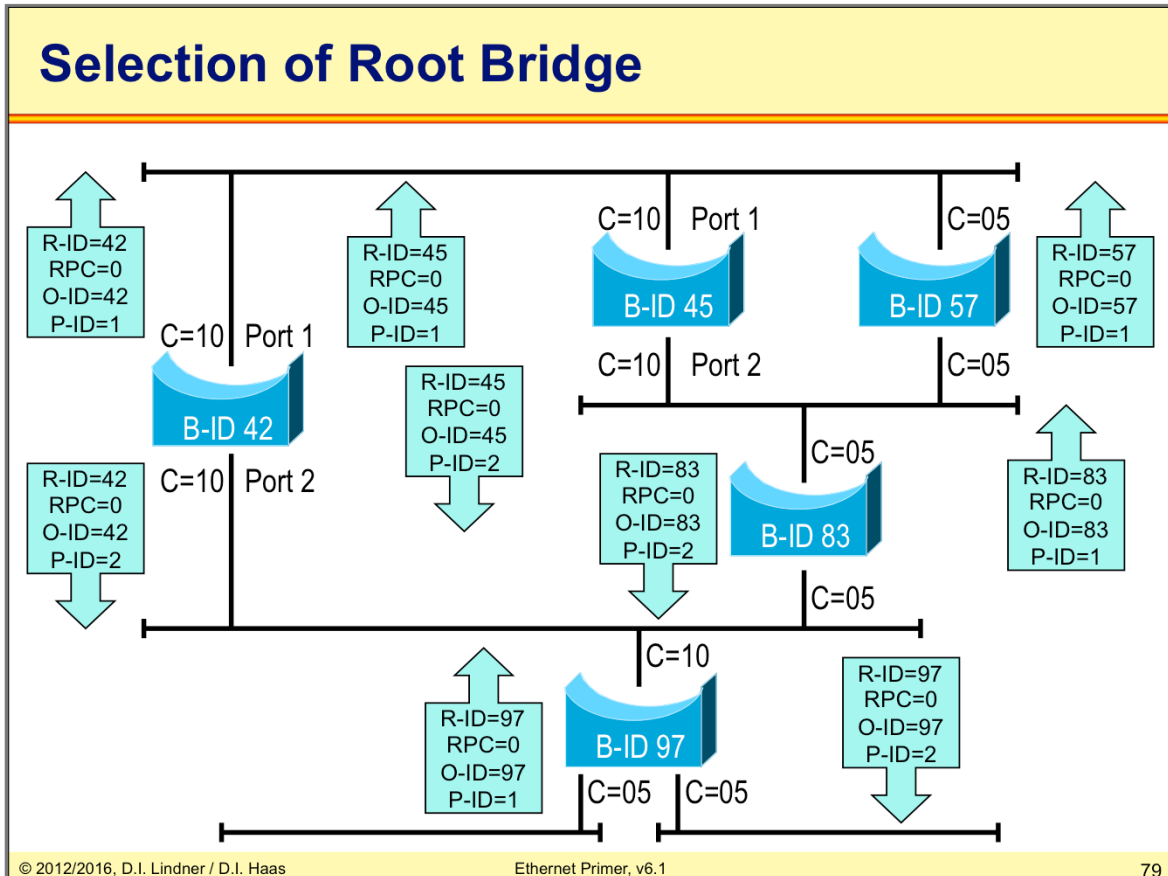 Selection of Root Bridge
R-ID=42
RPC=0
O-ID=42
P-ID=1
R-ID=45
RPC=0
O-ID=45
P-ID=1
C=10 Port 1
C=05
R-ID=57
RPC=0
O-ID=57
P-ID=1
B-ID 45
B-ID 57
C=10 Port 1
C=10 Port 2
C=05
B-ID 42
R-ID=45
RPC=0
O-ID=45
P-ID=2
C=05
R-ID=42
RPC=0
O-ID=42
P-ID=2
C=10 Port 2
R-ID=83
RPC=0
O-ID=83
P-ID=2
B-ID 83
R-ID=83
RPC=0
O-ID=83
P-ID=1
C=05
C=10
R-ID=97
RPC=0
O-ID=97
P-ID=1
B-ID 97
R-ID=97
RPC=0
O-ID=97
P-ID=2
C=05
C=05
© 2012/2016, D.I. Lindner / D.I. Haas
Ethernet Primer, v6.1
79